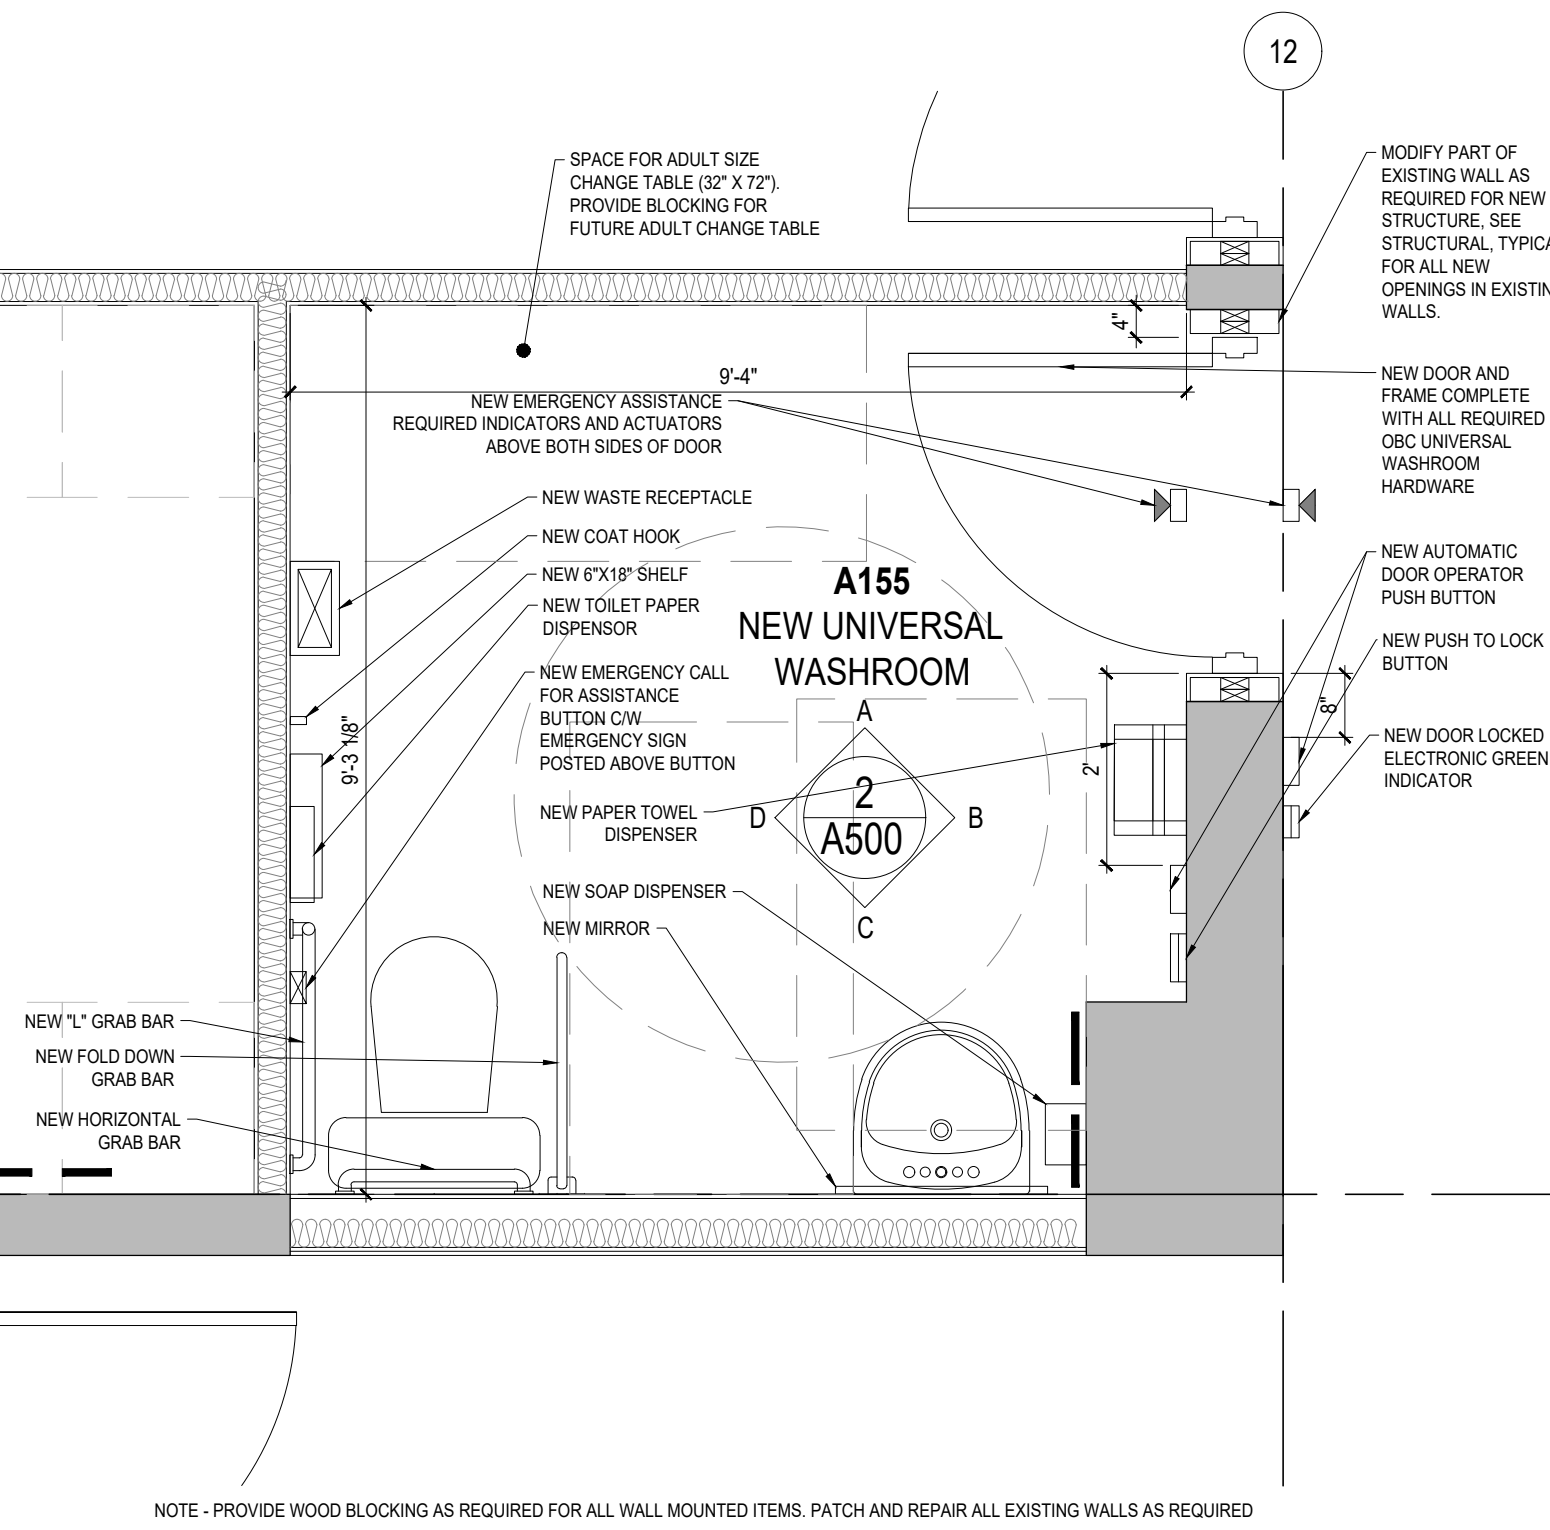 12
SPACE FOR ADULT SIZE
CHANGE TABLE (32" X 72").
PROVIDE BLOCKING FOR
FUTURE ADULT CHANGE TABLE
MODIFY PART OF
EXISTING WALL AS
REQUIRED FOR NEW
STRUCTURE, SEE
STRUCTURAL, TYPICA
FOR ALL NEW
OPENINGS IN EXISTIN
WALLS.
4"
9'-4"
NEW DOOR AND
FRAME COMPLETE
WITH ALL REQUIRED
OBC UNIVERSAL
WASHROOM
HARDWARE
NEW EMERGENCY ASSISTANCE
REQUIRED INDICATORS AND ACTUATORS
ABOVE BOTH SIDES OF DOOR
NEW WASTE RECEPTACLE
NEW COAT HOOK
NEW 6"X18" SHELF
NEW TOILET PAPER
DISPENSOR
NEW EMERGENCY CALL
FOR ASSISTANCE
BUTTON C/W
EMERGENCY SIGN
POSTED ABOVE BUTTON
A155
NEW UNIVERSAL
WASHROOM
NEW AUTOMATIC
DOOR OPERATOR
PUSH BUTTON
NEW PUSH TO LOCK
BUTTON
8"
NEW DOOR LOCKED
ELECTRONIC GREEN
INDICATOR
9'-3 1/8"
2'
A
D
2
A500
B
C
NEW PAPER TOWEL
DISPENSER
NEW SOAP DISPENSER
NEW MIRROR
NEW "L" GRAB BAR
NEW FOLD DOWN
GRAB BAR
NEW HORIZONTAL
GRAB BAR
NOTE - PROVIDE WOOD BLOCKING AS REQUIRED FOR ALL WALL MOUNTED ITEMS. PATCH AND REPAIR ALL EXISTING WALLS AS REQUIRED